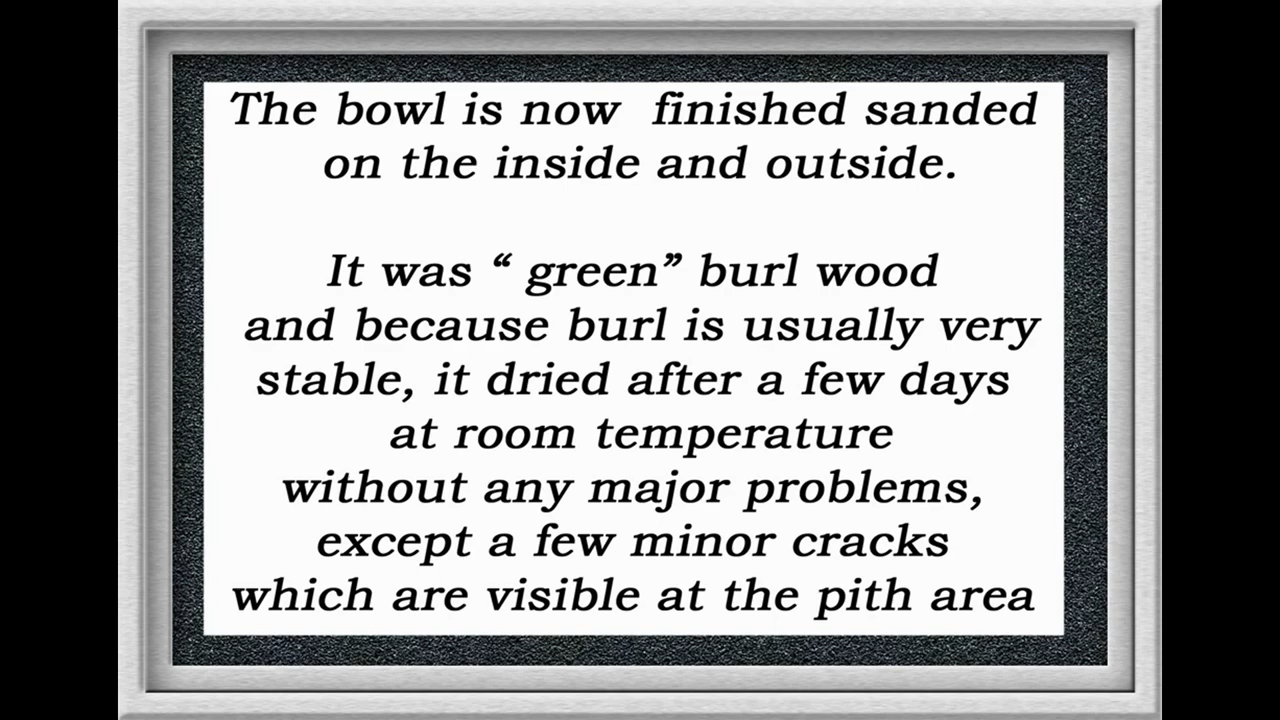 The bowl is now  finished sanded
on the inside and outside.
It was “ green” burl wood
and because burl is usually very
stable, it dried after a few days
at room temperature
without any major problems,
except a few minor cracks
which are visible at the pith area